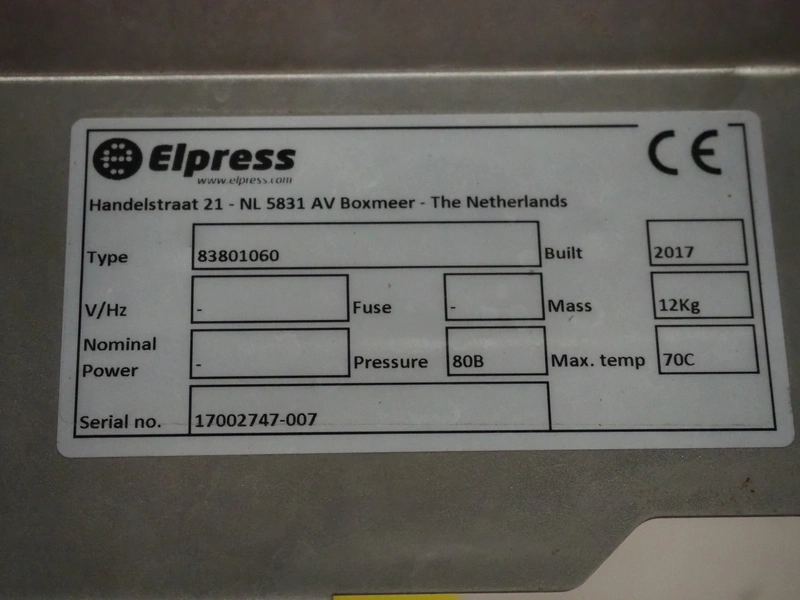 Elpress
www.elpress.com
CE
Handelstraat 21 - NL 5831 AV Boxmeer - The Netherlands
Type 83801060 Built 2017
V/Hz - Fuse - Mass 12Kg
Nominal Power - Pressure 80B Max. temp 70C
Serial no. 17002747-007